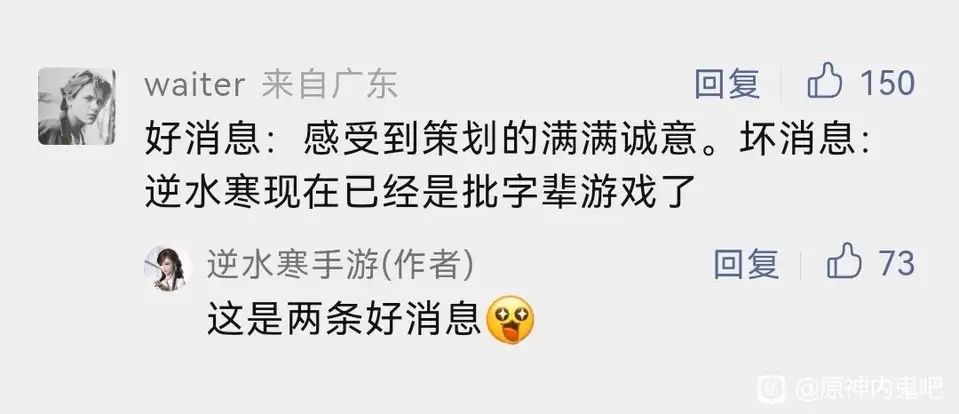 waiter 来自广东 回复 150
好消息：感受到策划的满满诚意。坏消息：
逆水寒现在已经是批字辈游戏了
逆水寒手游(作者) 回复 73
这是两条好消息
贴 @原神内鬼吧